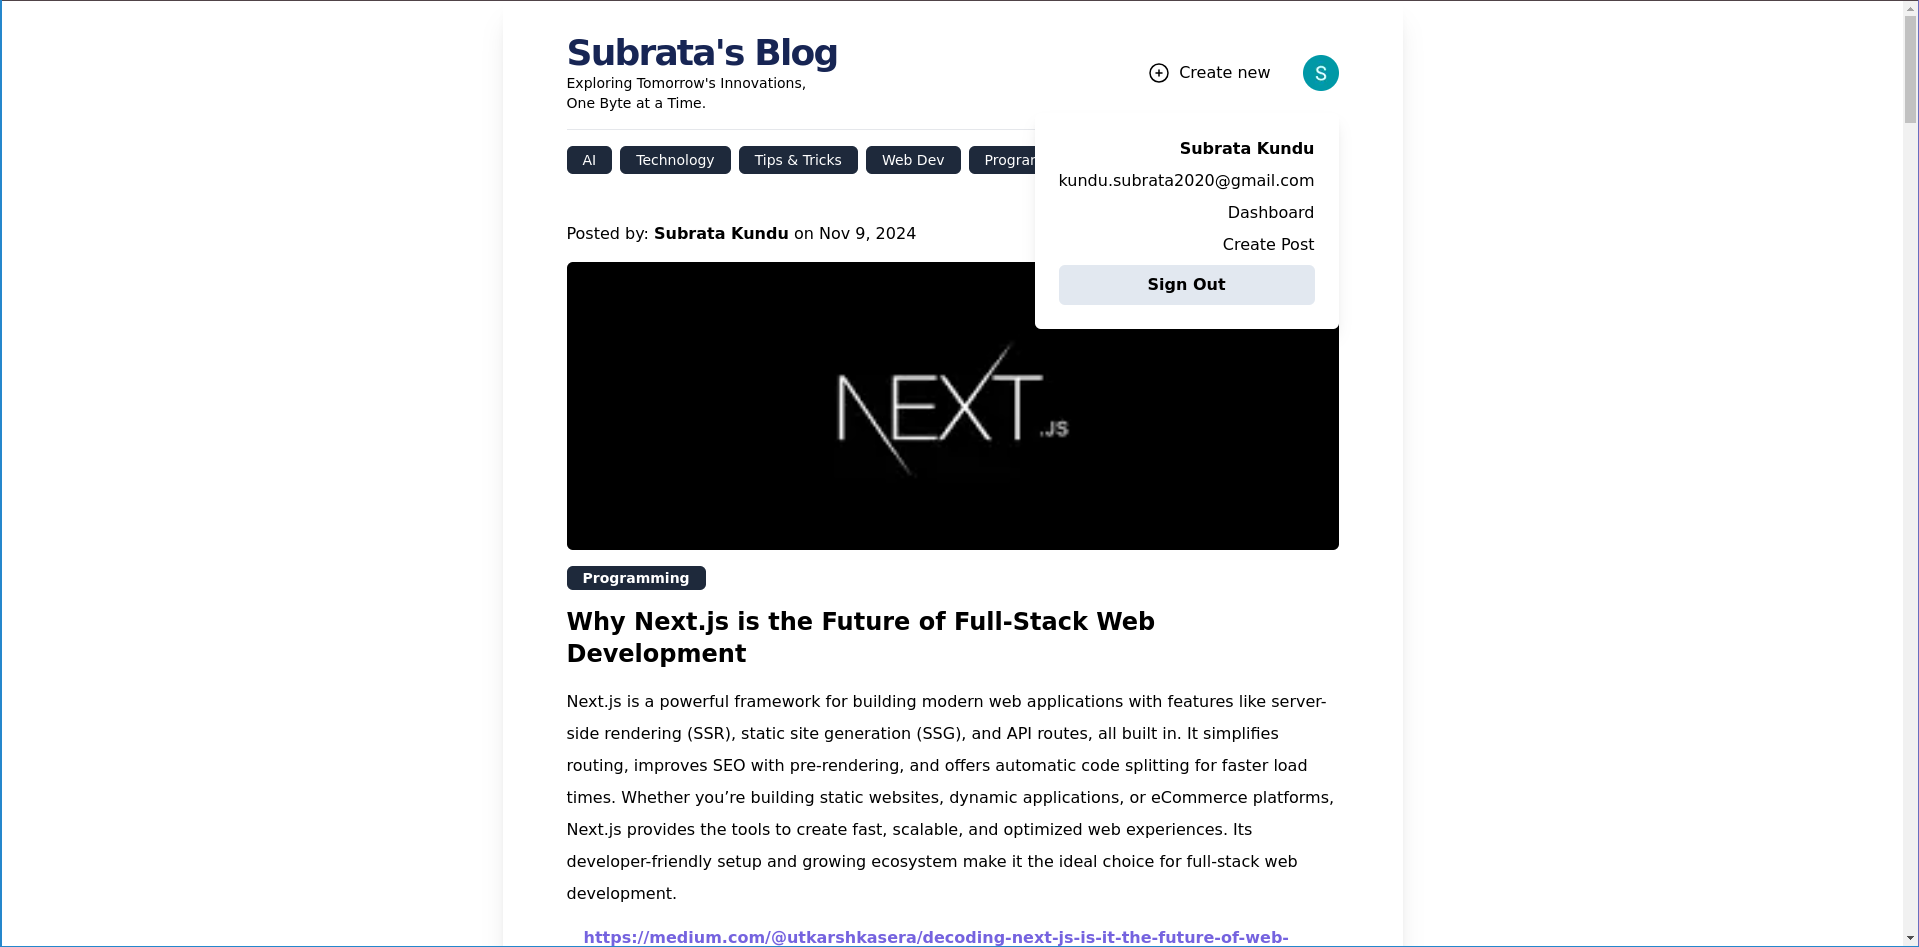 Subrata's Blog
Exploring Tomorrow's Innovations,
One Byte at a Time.
Create new
S
AI
Technology
Tips & Tricks
Web Dev
Subrata Kundu
kundu.subrata2020@gmail.com
Dashboard
Create Post
Sign Out
Posted by: Subrata Kundu on Nov 9, 2024
NEXT.JS
Programming
Why Next.js is the Future of Full-Stack Web
Development
Next.js is a powerful framework for building modern web applications with features like server-
side rendering (SSR), static site generation (SSG), and API routes, all built in. It simplifies
routing, improves SEO with pre-rendering, and offers automatic code splitting for faster load
times. Whether you’re building static websites, dynamic applications, or eCommerce platforms,
Next.js provides the tools to create fast, scalable, and optimized web experiences. Its
developer-friendly setup and growing ecosystem make it the ideal choice for full-stack web
development.
https://medium.com/@utkarshkasera/decoding-next-js-is-it-the-future-of-web-